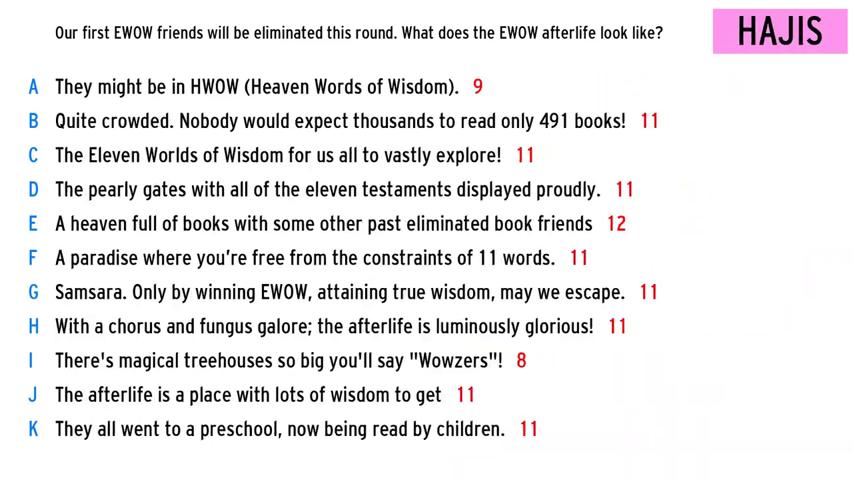 Our first EWOW friends will be eliminated this round. What does the EWOW afterlife look like?
HAJIS
A They might be in HWOW (Heaven Words of Wisdom). 9
B Quite crowded. Nobody would expect thousands to read only 491 books! 11
C The Eleven Worlds of Wisdom for us all to vastly explore! 11
D The pearly gates with all of the eleven testaments displayed proudly. 11
E A heaven full of books with some other past eliminated book friends 12
F A paradise where you're free from the constraints of 11 words. 11
G Samsara. Only by winning EWOW, attaining true wisdom, may we escape. 11
H With a chorus and fungus galore; the afterlife is luminously glorious! 11
I There's magical treehouses so big you'll say "Wowzers"! 8
J The afterlife is a place with lots of wisdom to get 11
K They all went to a preschool, now being read by children. 11